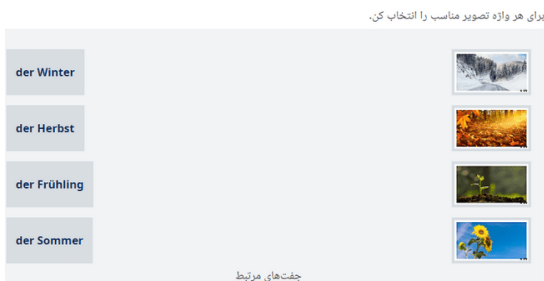 برای هر واژه تصویر مناسب را انتخاب کن.
der Winter
der Herbst
der Frühling
der Sommer
جفت‌های مرتبط